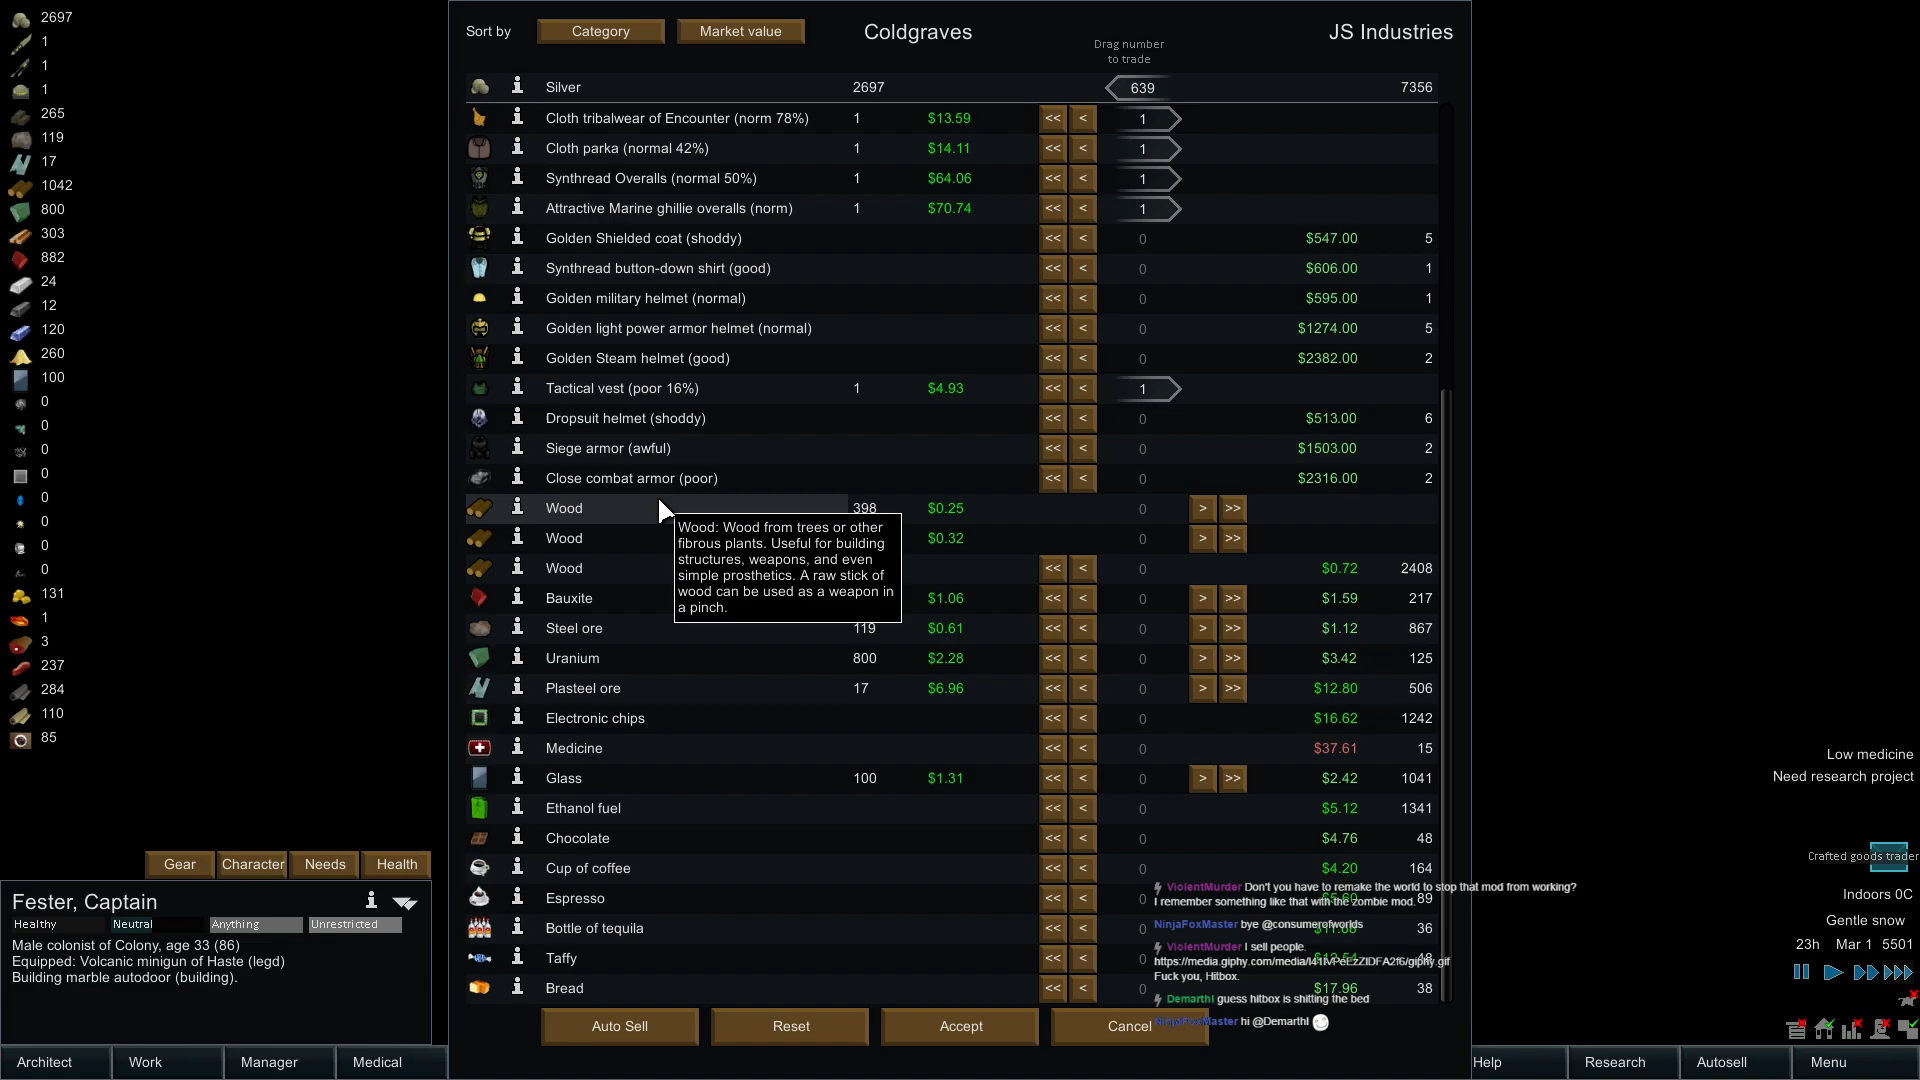 2697
1
1
1
265
119
17
1042
800
303
882
24
12
120
260
100
0
0
0
0
0
0
0
0
131
1
3
237
284
110
85
Sort by Category Market value Coldgraves JS Industries
Drag number
to trade
Silver 2697 639 7356
Cloth tribalwear of Encounter (norm 78%) 1 $13.59 << < 1
Cloth parka (normal 42%) 1 $14.11 << < 1
Synthread Overalls (normal 50%) 1 $64.06 << < 1
Attractive Marine ghillie overalls (norm) 1 $70.74 << < 1
Golden Shielded coat (shoddy) << < 0 $547.00 5
Synthread button-down shirt (good) << < 0 $606.00 1
Golden military helmet (normal) << < 0 $595.00 1
Golden light power armor helmet (normal) << < 0 $1274.00 5
Golden Steam helmet (good) << < 0 $2382.00 2
Tactical vest (poor 16%) 1 $4.93 << < 1
Dropsuit helmet (shoddy) << < 0 $513.00 6
Siege armor (awful) << < 0 $1503.00 2
Close combat armor (poor) << < 0 $2316.00 2
Wood 398 $0.25 0 > >>
Wood $0.32 0 > >>
Wood << < 0 $0.72 2408
Bauxite $1.06 << < 0 > >> $1.59 217
Steel ore 119 $0.61 << < 0 > >> $1.12 867
Uranium 800 $2.28 << < 0 > >> $3.42 125
Plasteel ore 17 $6.96 << < 0 > >> $12.80 506
Electronic chips << < 0 $16.62 1242
Medicine << < 0 $37.61 15
Glass 100 $1.31 << < 0 > >> $2.42 1041
Ethanol fuel << < 0 $5.12 1341
Chocolate << < 0 $4.76 48
Cup of coffee << < 0 $4.20 164
Espresso << < 0 89
Bottle of tequila << < 0 36
Taffy << < 0 48
Bread << < 0 $17.96 38
Wood: Wood from trees or other
fibrous plants. Useful for building
structures, weapons, and even
simple prosthetics. A raw stick of
wood can be used as a weapon in
a pinch.
Auto Sell Reset Accept Cancel
ViolentMurder Don't you have to remake the world to stop that mod from working?
I remember something like that with the zombie mod.
NinjaFoxMaster bye @consumerofworlds
ViolentMurder I sell people.
Fuck you, Hitbox.
Demarthl guess hitbox is shitting the bed
NinjaFoxMaster hi @Demarthl
Gear Character Needs Health
Fester, Captain
Healthy Neutral Anything Unrestricted
Male colonist of Colony, age 33 (86)
Equipped: Volcanic minigun of Haste (legd)
Building marble autodoor (building).
Low medicine
Need research project
Crafted goods trader
Indoors 0C
Gentle snow
23h Mar 1 5501
Architect Work Manager Medical Help Research Autosell Menu